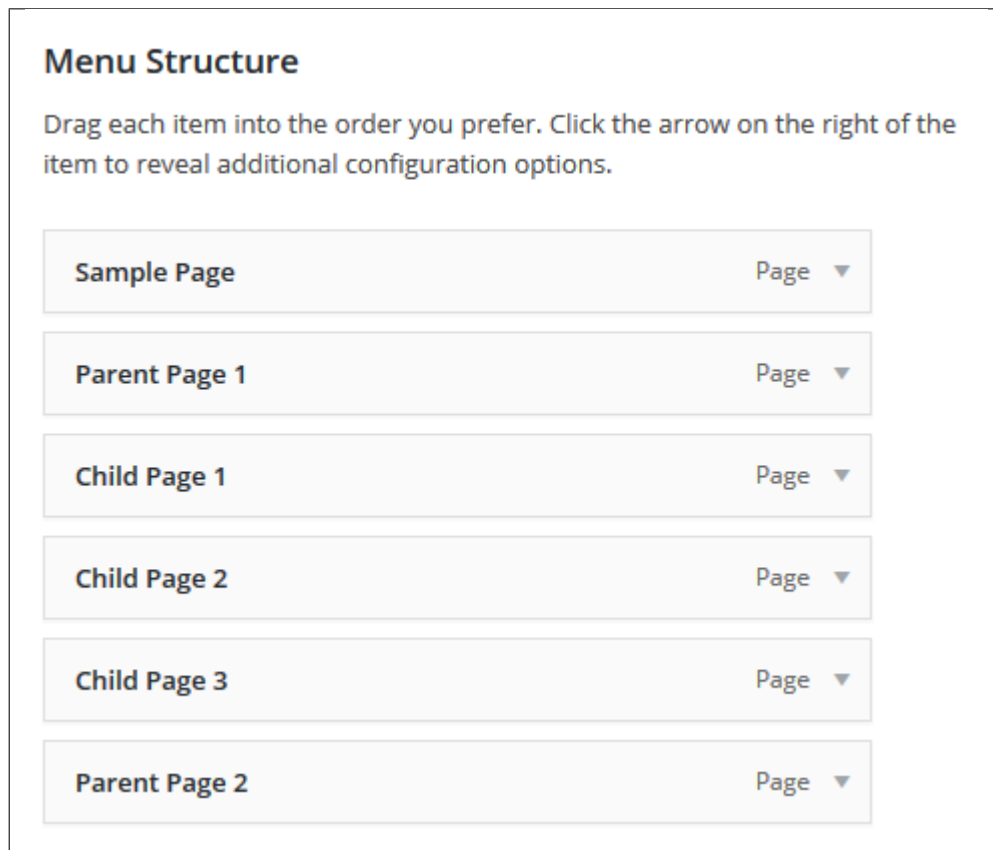 Menu Structure
Drag each item into the order you prefer. Click the arrow on the right of the
item to reveal additional configuration options.
Sample Page Page
Parent Page 1 Page
Child Page 1 Page
Child Page 2 Page
Child Page 3 Page
Parent Page 2 Page